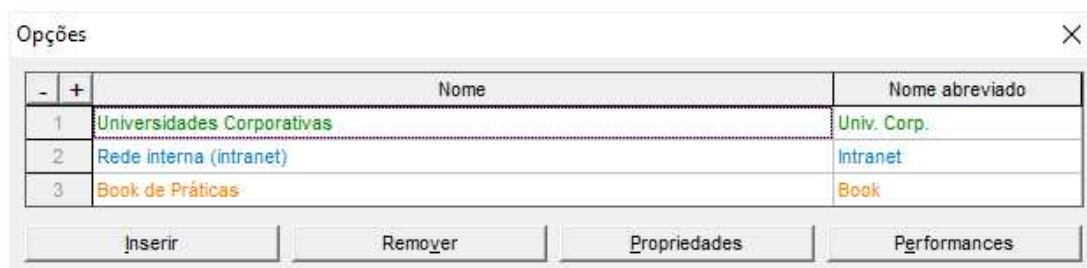 Opções
- + Nome Nome abreviado
1 Universidades Corporativas Univ. Corp.
2 Rede interna (intranet) Intranet
3 Book de Práticas Book
Inserir Remover Propriedades Performances